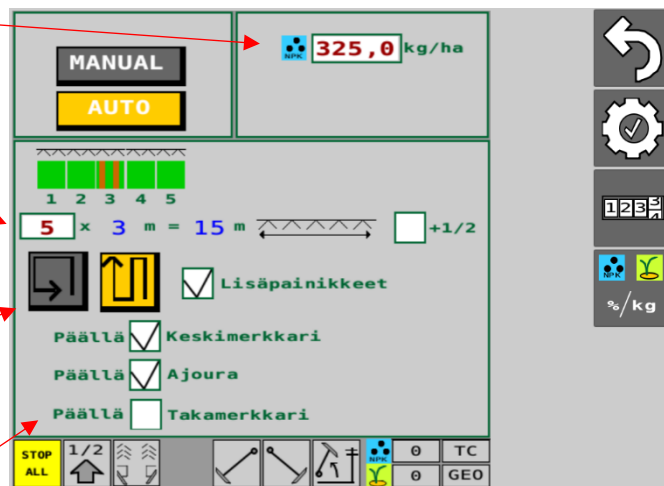 NPK 325,0 kg/ha
MANUAL
AUTO
1 2 3 4 5
5 x 3 m = 15 m +1/2
Lisäpainikkeet
Päällä Keskimerkkari
Päällä Ajoura
Päällä Takamerkkari
1234
NPK
%/kg
STOP ALL
1/2
NPK 0 TC
0 GEO